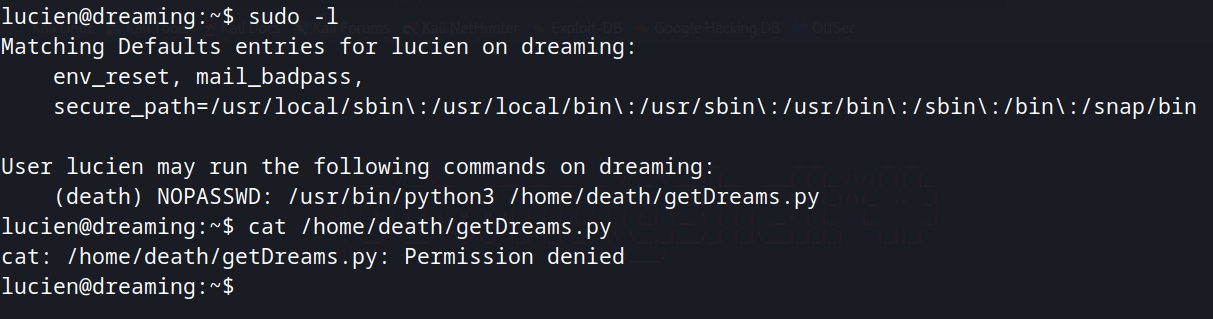 lucien@dreaming:~$ sudo -l
Matching Defaults entries for lucien on dreaming:
    env_reset, mail_badpass,
    secure_path=/usr/local/sbin\:/usr/local/bin\:/usr/sbin\:/usr/bin\:/sbin\:/bin\:/snap/bin

User lucien may run the following commands on dreaming:
    (death) NOPASSWD: /usr/bin/python3 /home/death/getDreams.py
lucien@dreaming:~$ cat /home/death/getDreams.py
cat: /home/death/getDreams.py: Permission denied
lucien@dreaming:~$